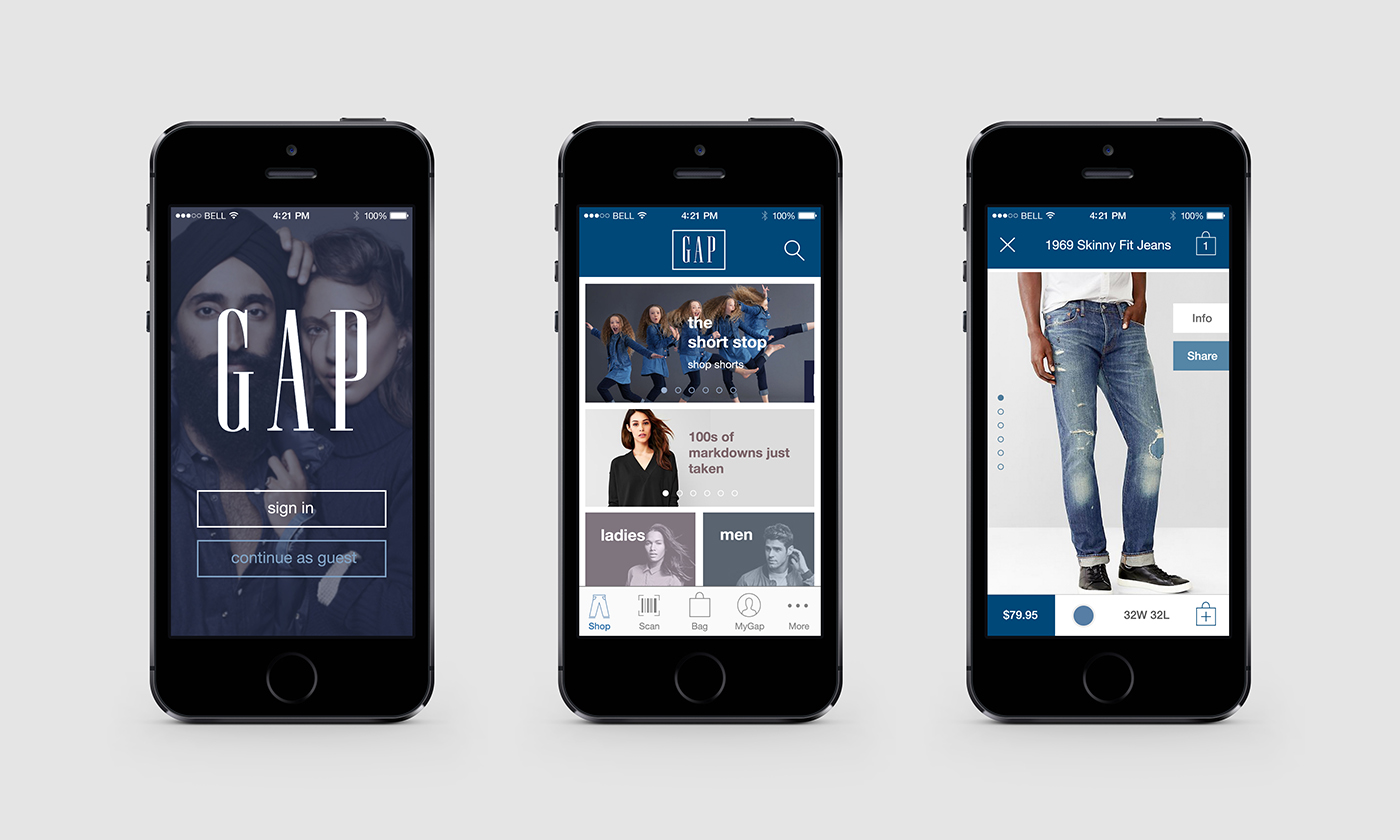 BELL
4:21 PM
100%
GAP
sign in
continue as guest
BELL
4:21 PM
100%
GAP
the
short stop
shop shorts
100s of
markdowns just
taken
ladies
men
Shop
Scan
Bag
MyGap
More
BELL
4:21 PM
100%
1969 Skinny Fit Jeans
1
Info
Share
$79.95
32W 32L